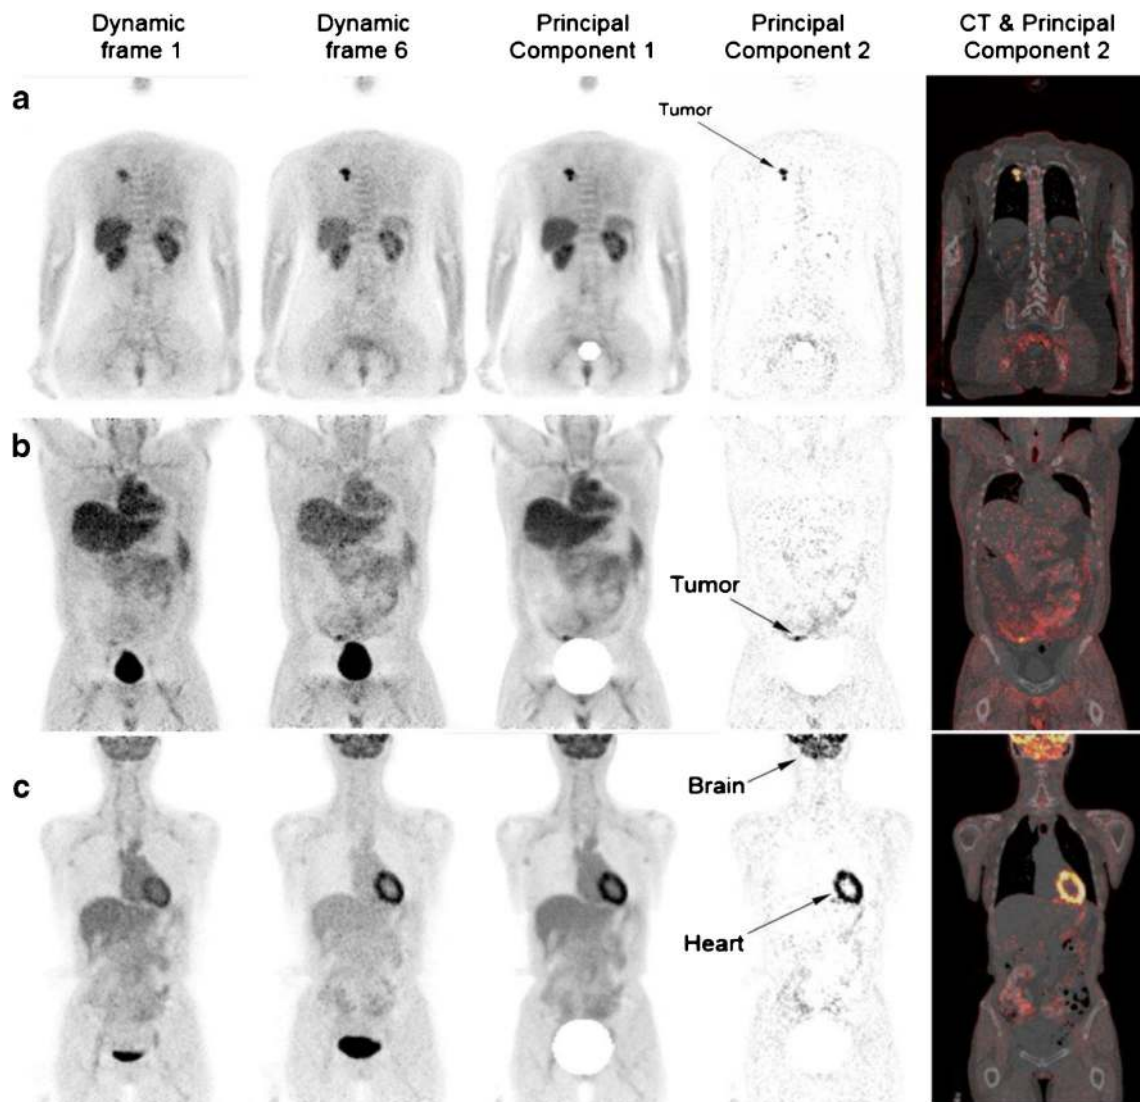 Dynamic
frame 1
Dynamic
frame 6
Principal
Component 1
Principal
Component 2
CT & Principal
Component 2
a
Tumor
b
Tumor
c
Brain
Heart